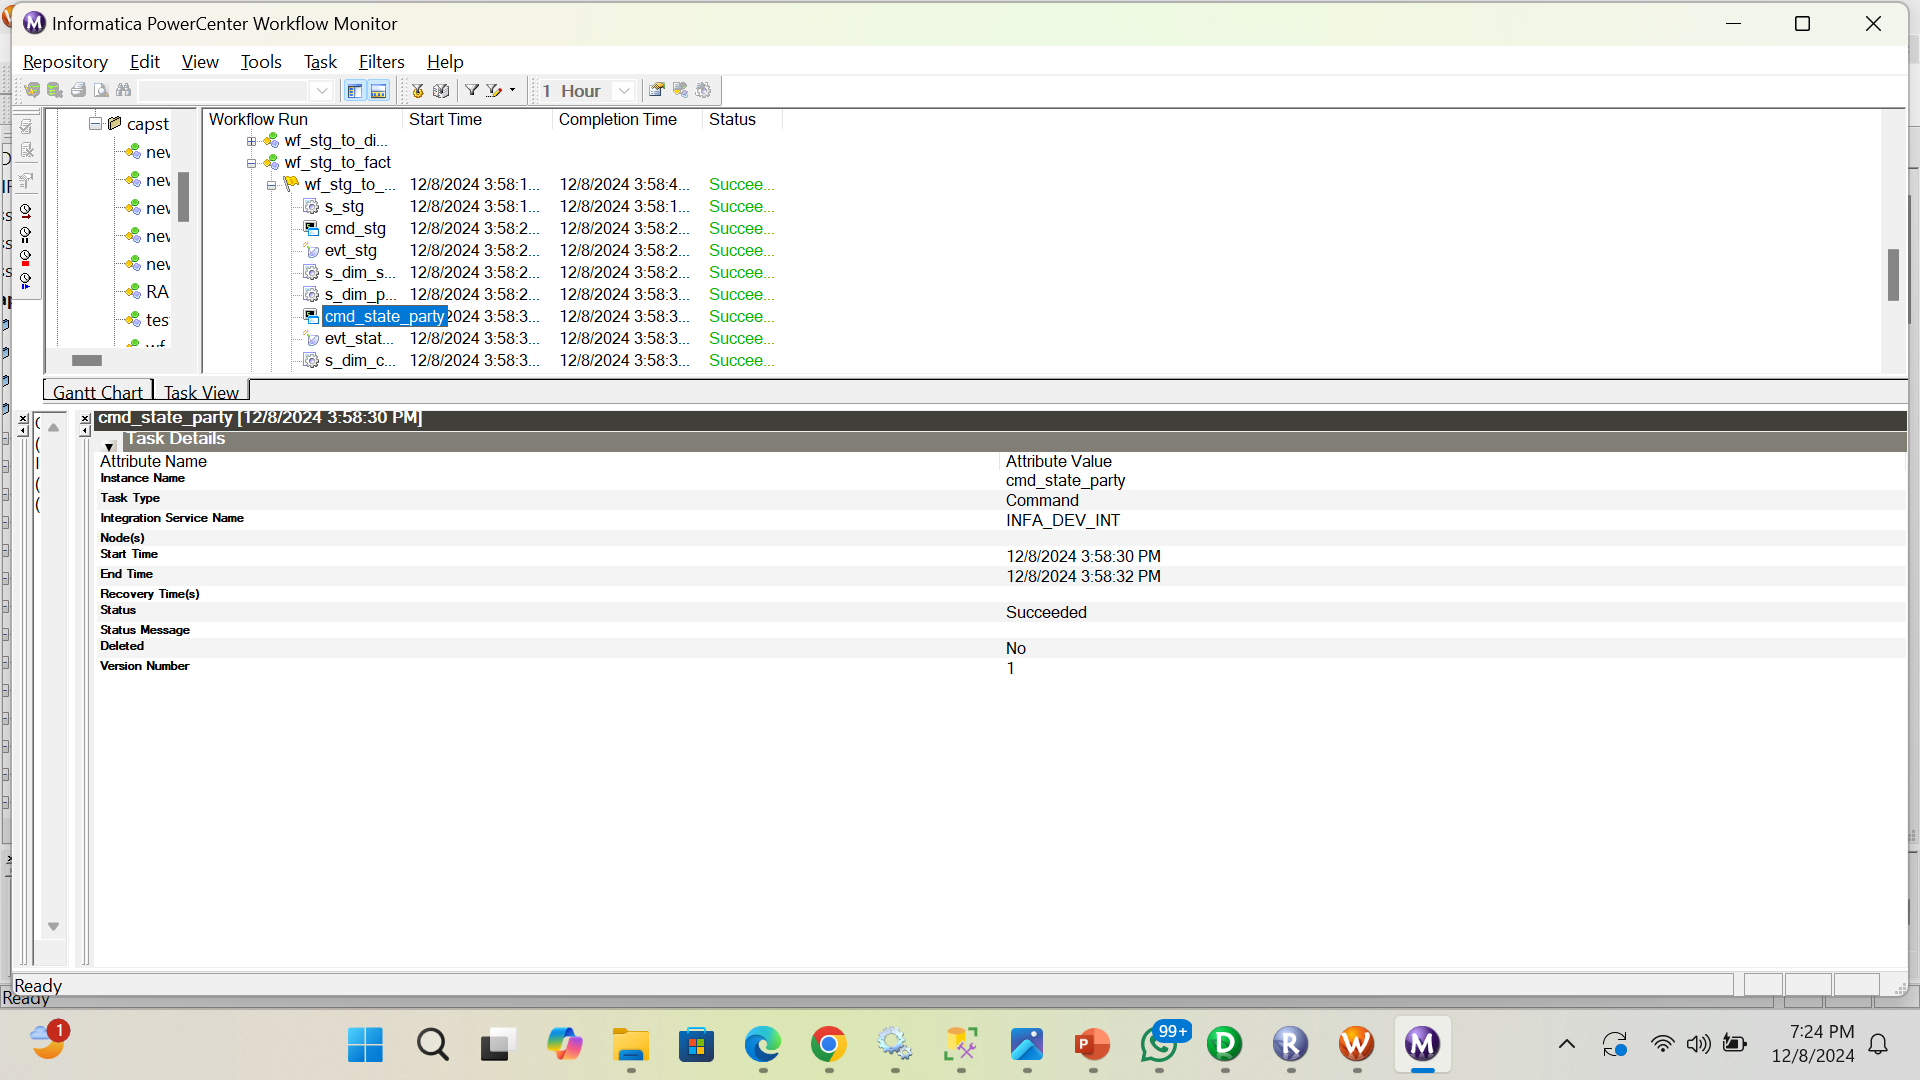 Informatica PowerCenter Workflow Monitor
Repository Edit View Tools Task Filters Help
1 Hour
capst
new
new
new
new
new
RA
tes
wf
Workflow Run Start Time Completion Time Status
wf_stg_to_di...
wf_stg_to_fact
wf_stg_to_... 12/8/2024 3:58:1... 12/8/2024 3:58:4... Succee...
s_stg 12/8/2024 3:58:1... 12/8/2024 3:58:1... Succee...
cmd_stg 12/8/2024 3:58:2... 12/8/2024 3:58:2... Succee...
evt_stg 12/8/2024 3:58:2... 12/8/2024 3:58:2... Succee...
s_dim_s... 12/8/2024 3:58:2... 12/8/2024 3:58:2... Succee...
s_dim_p... 12/8/2024 3:58:2... 12/8/2024 3:58:3... Succee...
cmd_state_party 2024 3:58:3... 12/8/2024 3:58:3... Succee...
evt_stat... 12/8/2024 3:58:3... 12/8/2024 3:58:3... Succee...
s_dim_c... 12/8/2024 3:58:3... 12/8/2024 3:58:3... Succee...
Gantt Chart Task View
cmd_state_party [12/8/2024 3:58:30 PM]
Task Details
Attribute Name Attribute Value
Instance Name cmd_state_party
Task Type Command
Integration Service Name INFA_DEV_INT
Node(s)
Start Time 12/8/2024 3:58:30 PM
End Time 12/8/2024 3:58:32 PM
Recovery Time(s)
Status Succeeded
Status Message
Deleted No
Version Number 1
Ready
Ready
1
99+
7:24 PM
12/8/2024